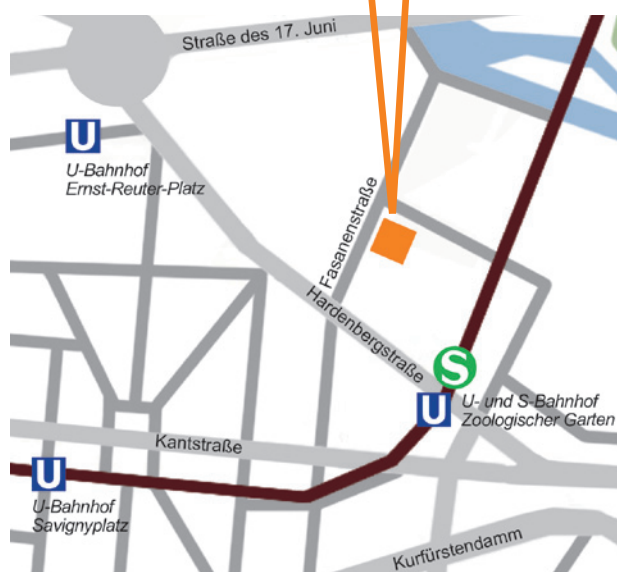 Straße des 17. Juni
U
U-Bahnhof
Ernst-Reuter-Platz
Fasanenstraße
Hardenbergstraße
S
U
U- und S-Bahnhof
Zoologischer Garten
Kantstraße
U
U-Bahnhof
Savignyplatz
Kurfürstendamm